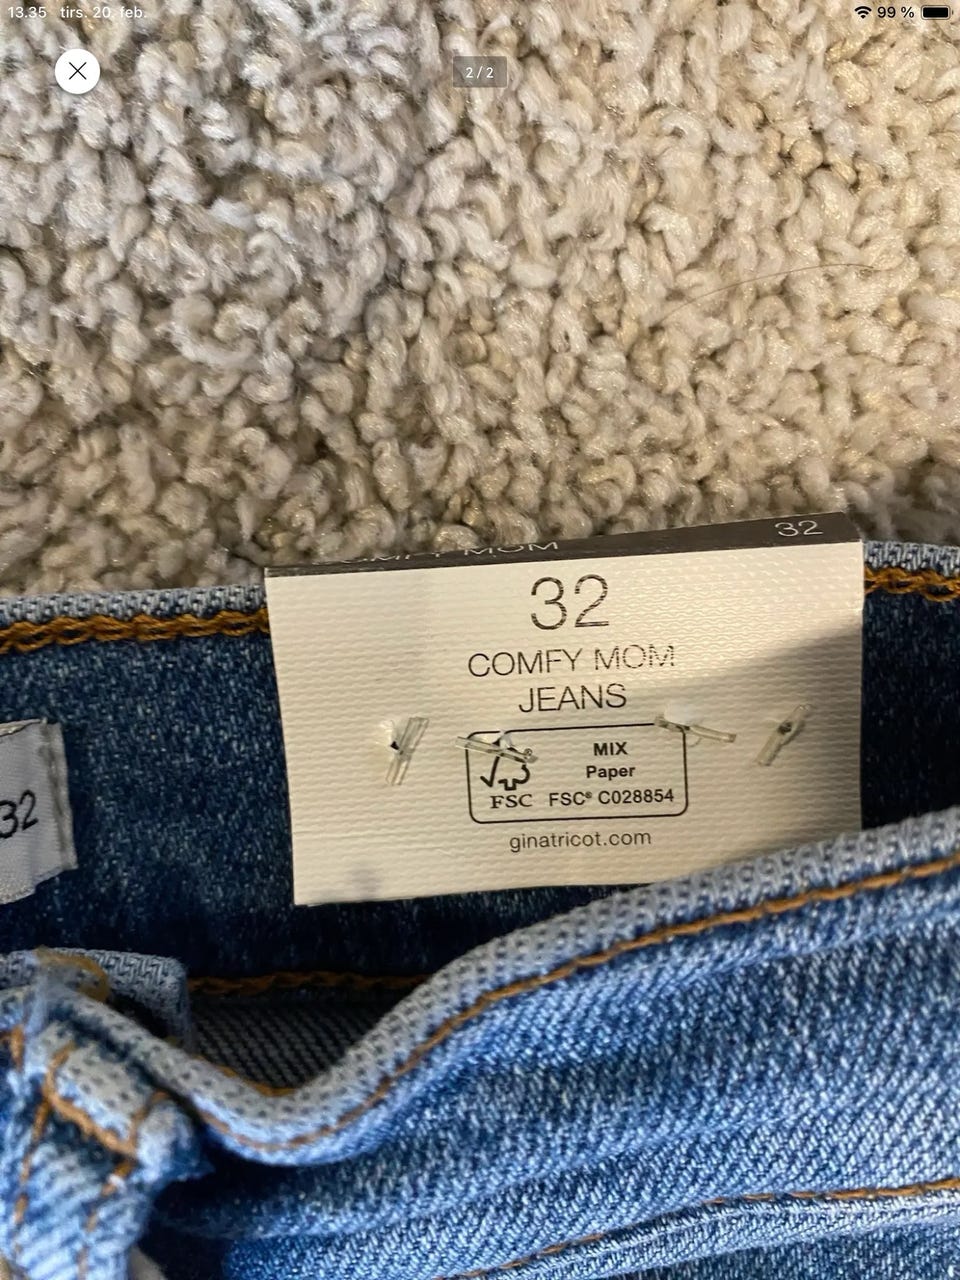 13.35 tirs. 20. feb.
99 %
2 / 2
MOM 32
32
COMFY MOM
JEANS
MIX
Paper
FSC FSC® C028854
ginatricot.com
32